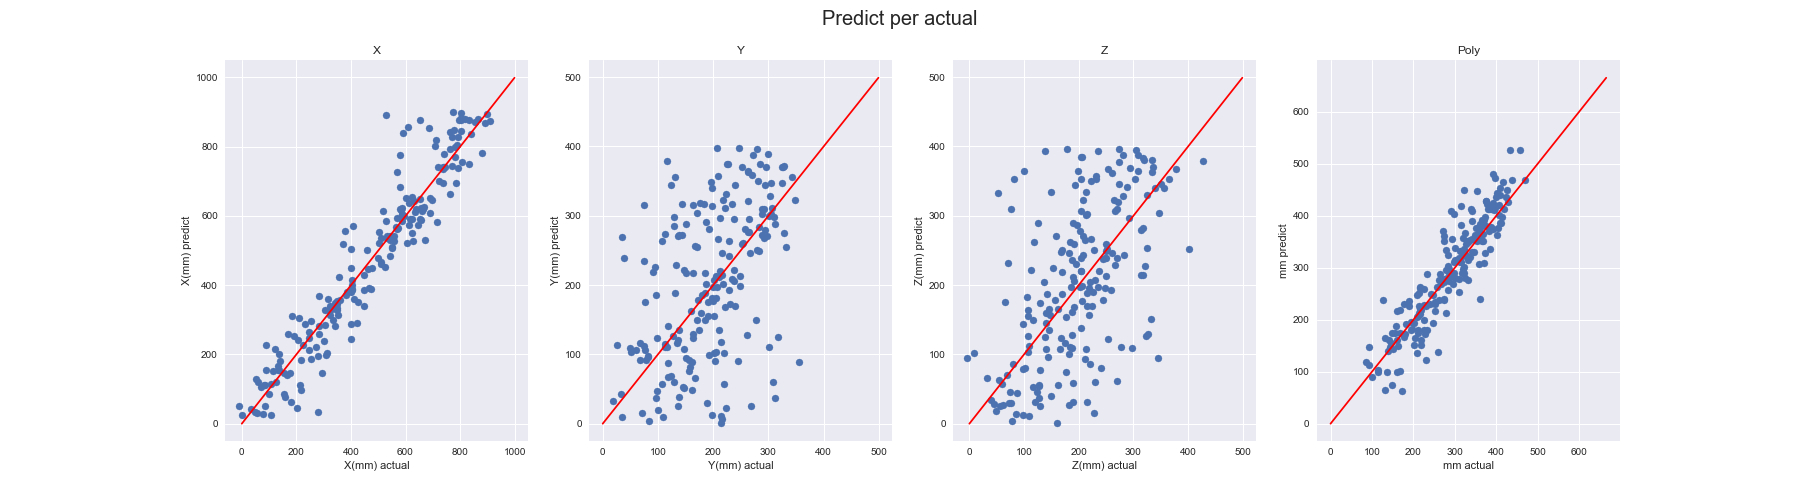 Predict per actual
X
Y
Z
Poly
X(mm) predict
1000
800
600
400
200
0
0 200 400 600 800 1000
X(mm) actual
Y(mm) predict
500
400
300
200
100
0
0 100 200 300 400 500
Y(mm) actual
Z(mm) predict
500
400
300
200
100
0
0 100 200 300 400 500
Z(mm) actual
mm predict
600
500
400
300
200
100
0
0 100 200 300 400 500 600
mm actual